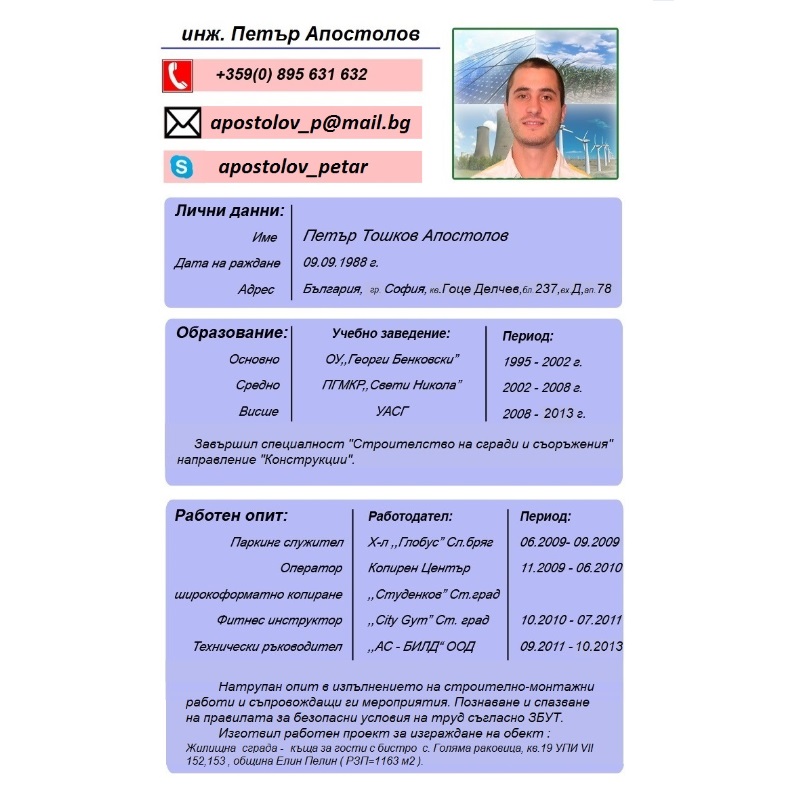 инж. Петър Апостолов
+359(0) 895 631 632
apostolov_p@mail.bg
apostolov_petar
Лични данни:
Име Петър Тошков Апостолов
Дата на раждане 09.09.1988 г.
Адрес България, гр. София, кв.Гоце Делчев,бл.237,вх.Д,ап.78
Образование: Учебно заведение: Период:
Основно ОУ,,Георги Бенковски” 1995 - 2002 г.
Средно ПГМКР,,Свети Никола” 2002 - 2008 г.
Висше УАСГ 2008 - 2013 г.
Завършил специалност "Строителство на сгради и съоръжения"
направление "Конструкции".
Работен опит: Работодател: Период:
Паркинг служител Х-л ,,Глобус” Сл.бряг 06.2009- 09.2009
Оператор Копирен Център 11.2009 - 06.2010
широкоформатно копиране ,,Студенков” Ст.град
Фитнес инструктор ,,City Gym” Ст. град 10.2010 - 07.2011
Технически ръководител ,,АС - БИЛД“ ООД 09.2011 - 10.2013
Натрупан опит в изпълнението на строително-монтажни
работи и съпровождащи ги мероприятия. Познаване и спазване
на правилата за безопасни условия на труд съгласно ЗБУТ.
Изготвил работен проект за изграждане на обект :
Жилищна сграда - къща за гости с бистро с. Голяма раковица, кв.19 УПИ VII
152,153 , община Елин Пелин ( РЗП=1163 м2 ).